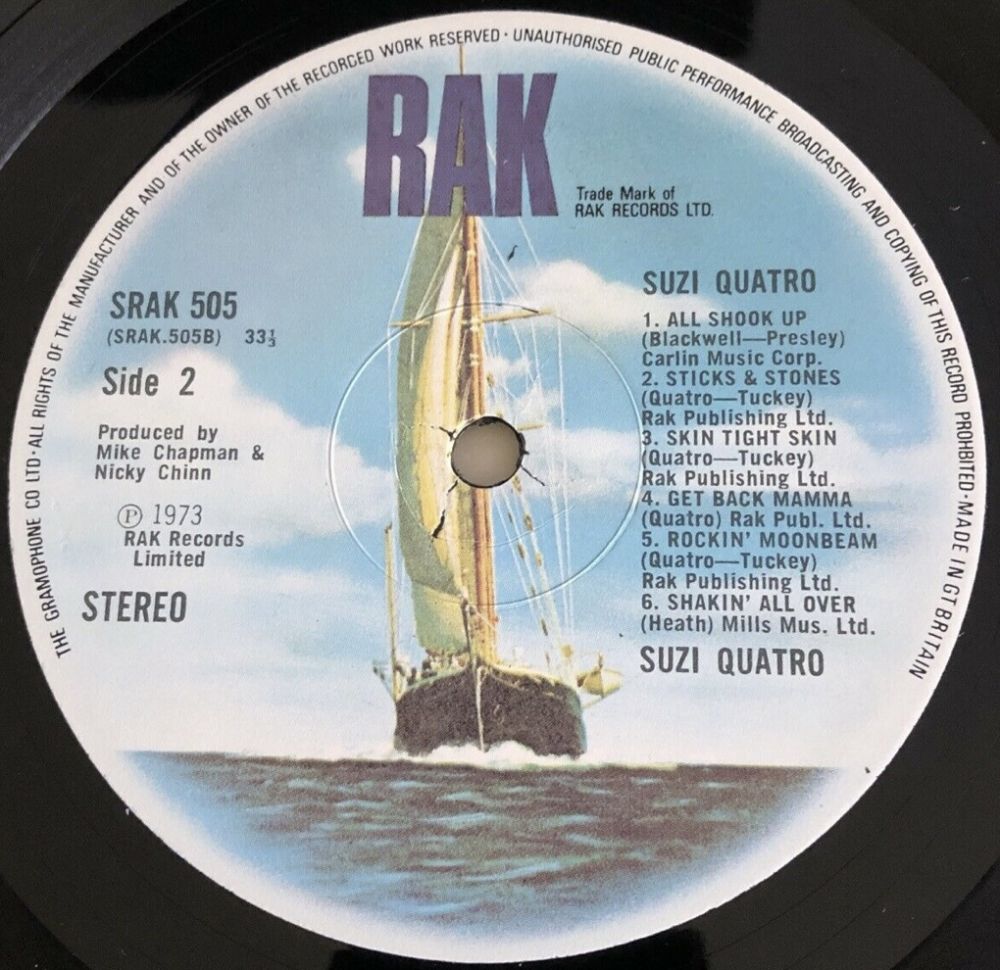 THE GRAMOPHONE CO LTD·ALL RIGHTS OF THE MANUFACTURER AND OF THE OWNER OF THE RECORDED WORK RESERVED · UNAUTHORISED PUBLIC PERFORMANCE BROADCASTING AND COPYING OF THIS RECORD PROHIBITED·MADE IN GT BRITAIN
RAK
Trade Mark of
RAK RECORDS LTD.
SRAK 505
(SRAK.505B) 33⅓
Side 2
Produced by
Mike Chapman &
Nicky Chinn
Ⓟ 1973
RAK Records
Limited
STEREO
SUZI QUATRO
1. ALL SHOOK UP
(Blackwell—Presley)
Carlin Music Corp.
2. STICKS & STONES
(Quatro—Tuckey)
Rak Publishing Ltd.
3. SKIN TIGHT SKIN
(Quatro—Tuckey)
Rak Publishing Ltd.
4. GET BACK MAMMA
(Quatro) Rak Publ. Ltd.
5. ROCKIN' MOONBEAM
(Quatro—Tuckey)
Rak Publishing Ltd.
6. SHAKIN' ALL OVER
(Heath) Mills Mus. Ltd.
SUZI QUATRO